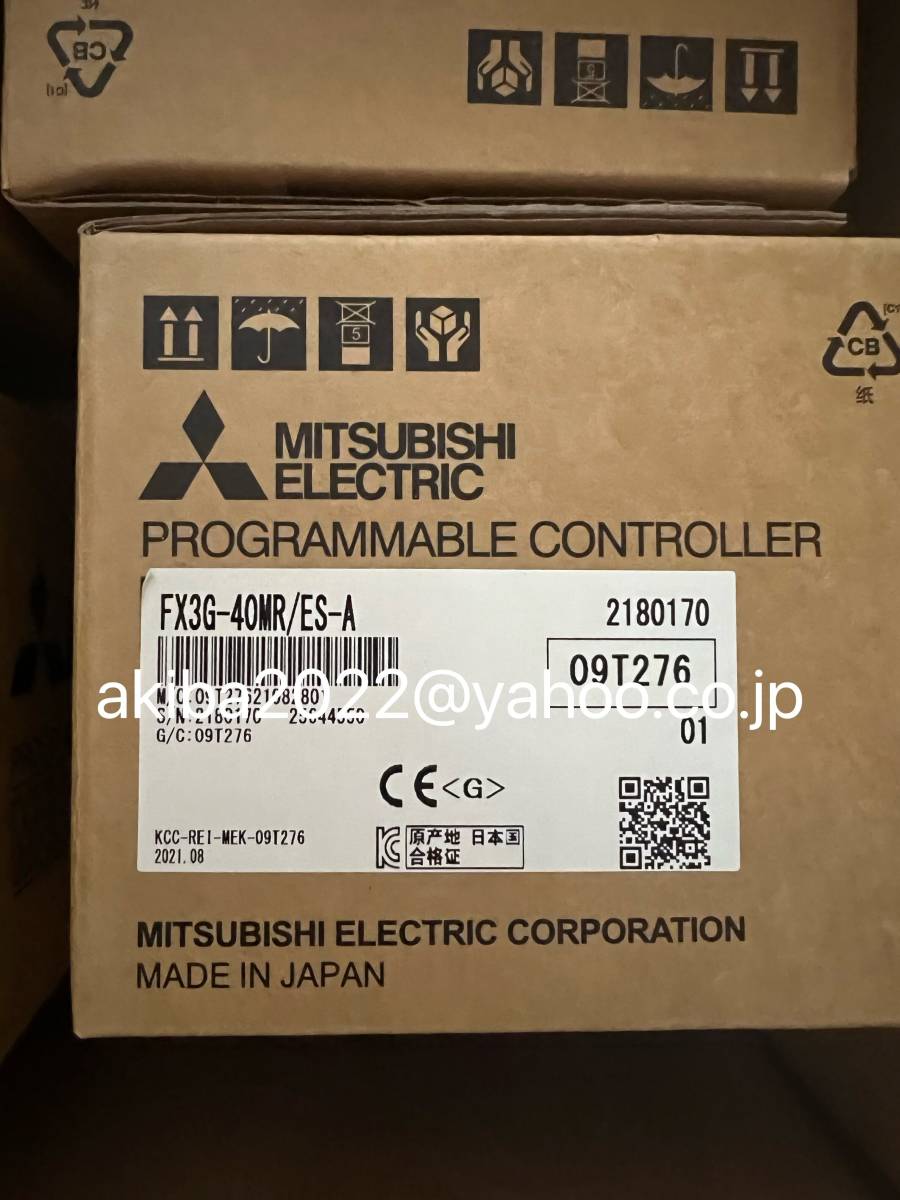 CB
5
5
CB
纸
MITSUBISHI
ELECTRIC
PROGRAMMABLE CONTROLLER
FX3G-40MR/ES-A
2180170
09T276
akiba2022@yahoo.co.jp
01
G/C:09T276
CE<G>
KCC-REI-MEK-09T276
2021.08
原产地 日本国
合格证
MITSUBISHI ELECTRIC CORPORATION
MADE IN JAPAN